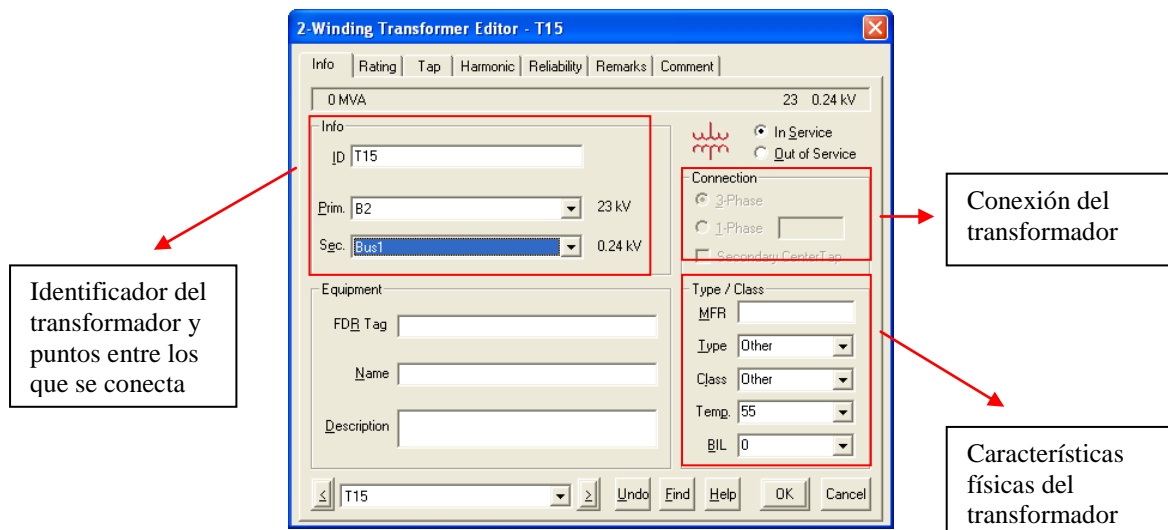 2-Winding Transformer Editor - T15
Info Rating Tap Harmonic Reliability Remarks Comment
0 MVA 23 0.24 kV
Info
ID T15
Prim. B2 23 kV
Sec. Bus1 0.24 kV
In Service
Out of Service
Connection
3-Phase
1-Phase
Secondary CenterTap
Equipment
FDR Tag
Name
Description
Type / Class
MFR
Type Other
Class Other
Temp. 55
BIL 0
< T15 > Undo Find Help OK Cancel
Identificador del
transformador y
puntos entre los
que se conecta
Conexión del
transformador
Características
físicas del
transformador